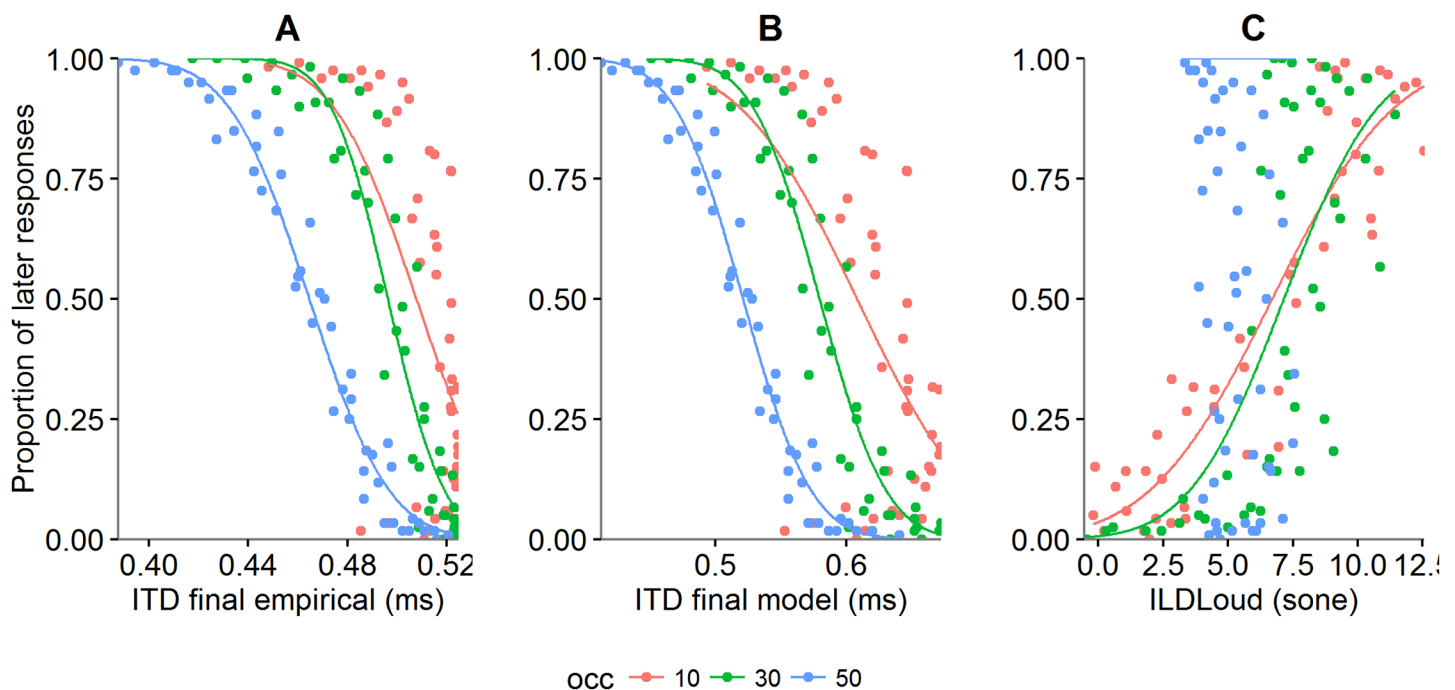 A B C
Proportion of later responses
1.00 1.00 1.00
0.75 0.75 0.75
0.50 0.50 0.50
0.25 0.25 0.25
0.00 0.00 0.00
0.40 0.44 0.48 0.52 0.5 0.6 0.0 2.5 5.0 7.5 10.0 12.5
ITD final empirical (ms) ITD final model (ms) ILDLoud (sone)
occ 10 30 50